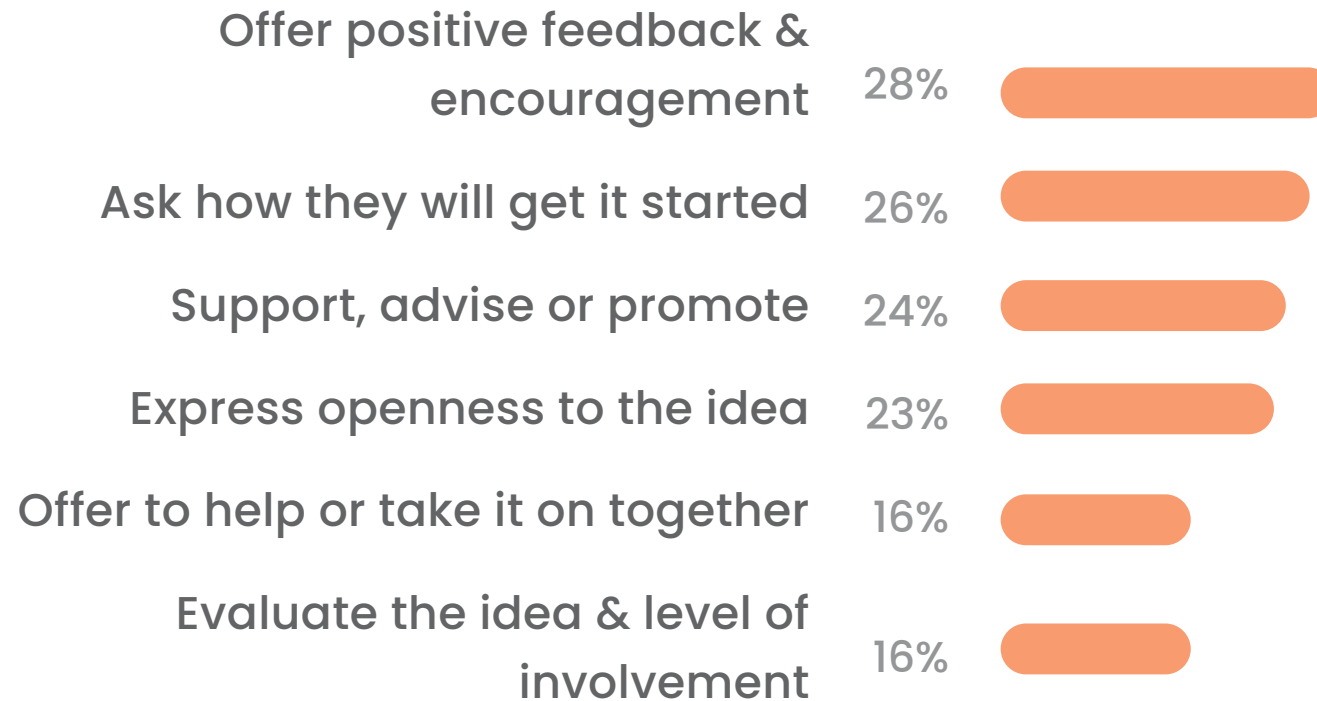 Offer positive feedback &
encouragement
28%
Ask how they will get it started 26%
Support, advise or promote 24%
Express openness to the idea 23%
Offer to help or take it on together 16%
Evaluate the idea & level of
involvement
16%